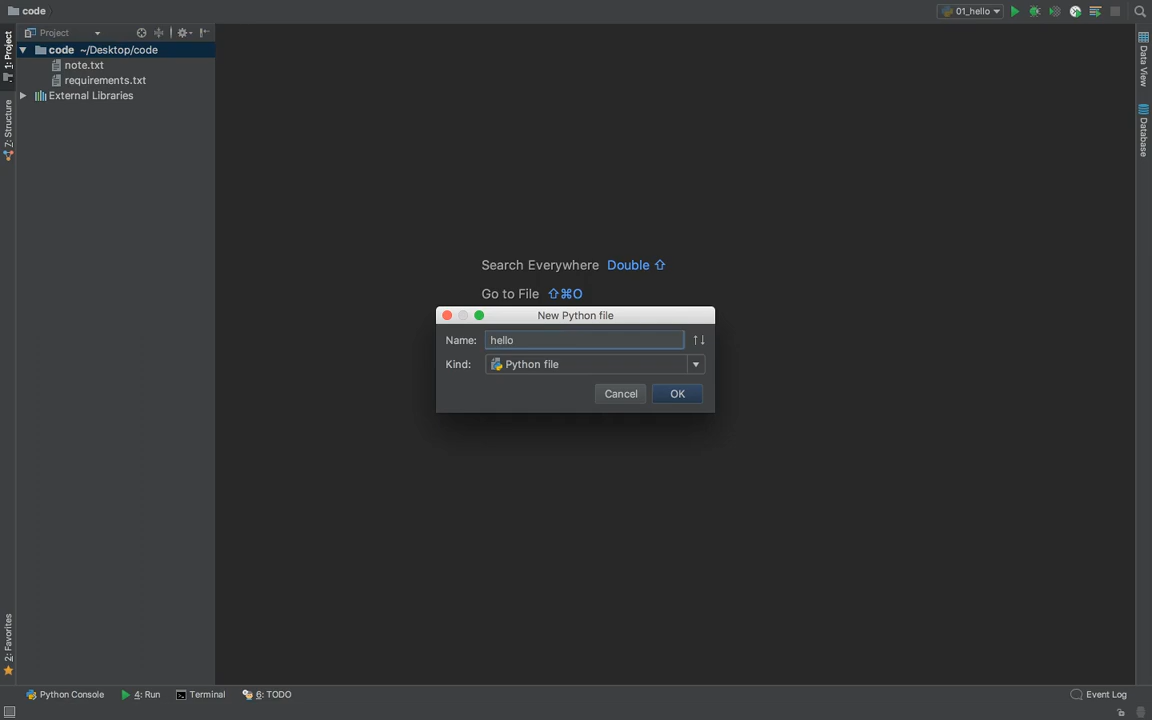 code
01_hello
Project
1: Project
code ~/Desktop/code
note.txt
requirements.txt
External Libraries
Z: Structure
Data View
Database
Search Everywhere Double ⇧
Go to File ⇧⌘O
New Python file
Name: hello
Kind: Python file
Cancel OK
2: Favorites
Python Console 4: Run Terminal 6: TODO Event Log